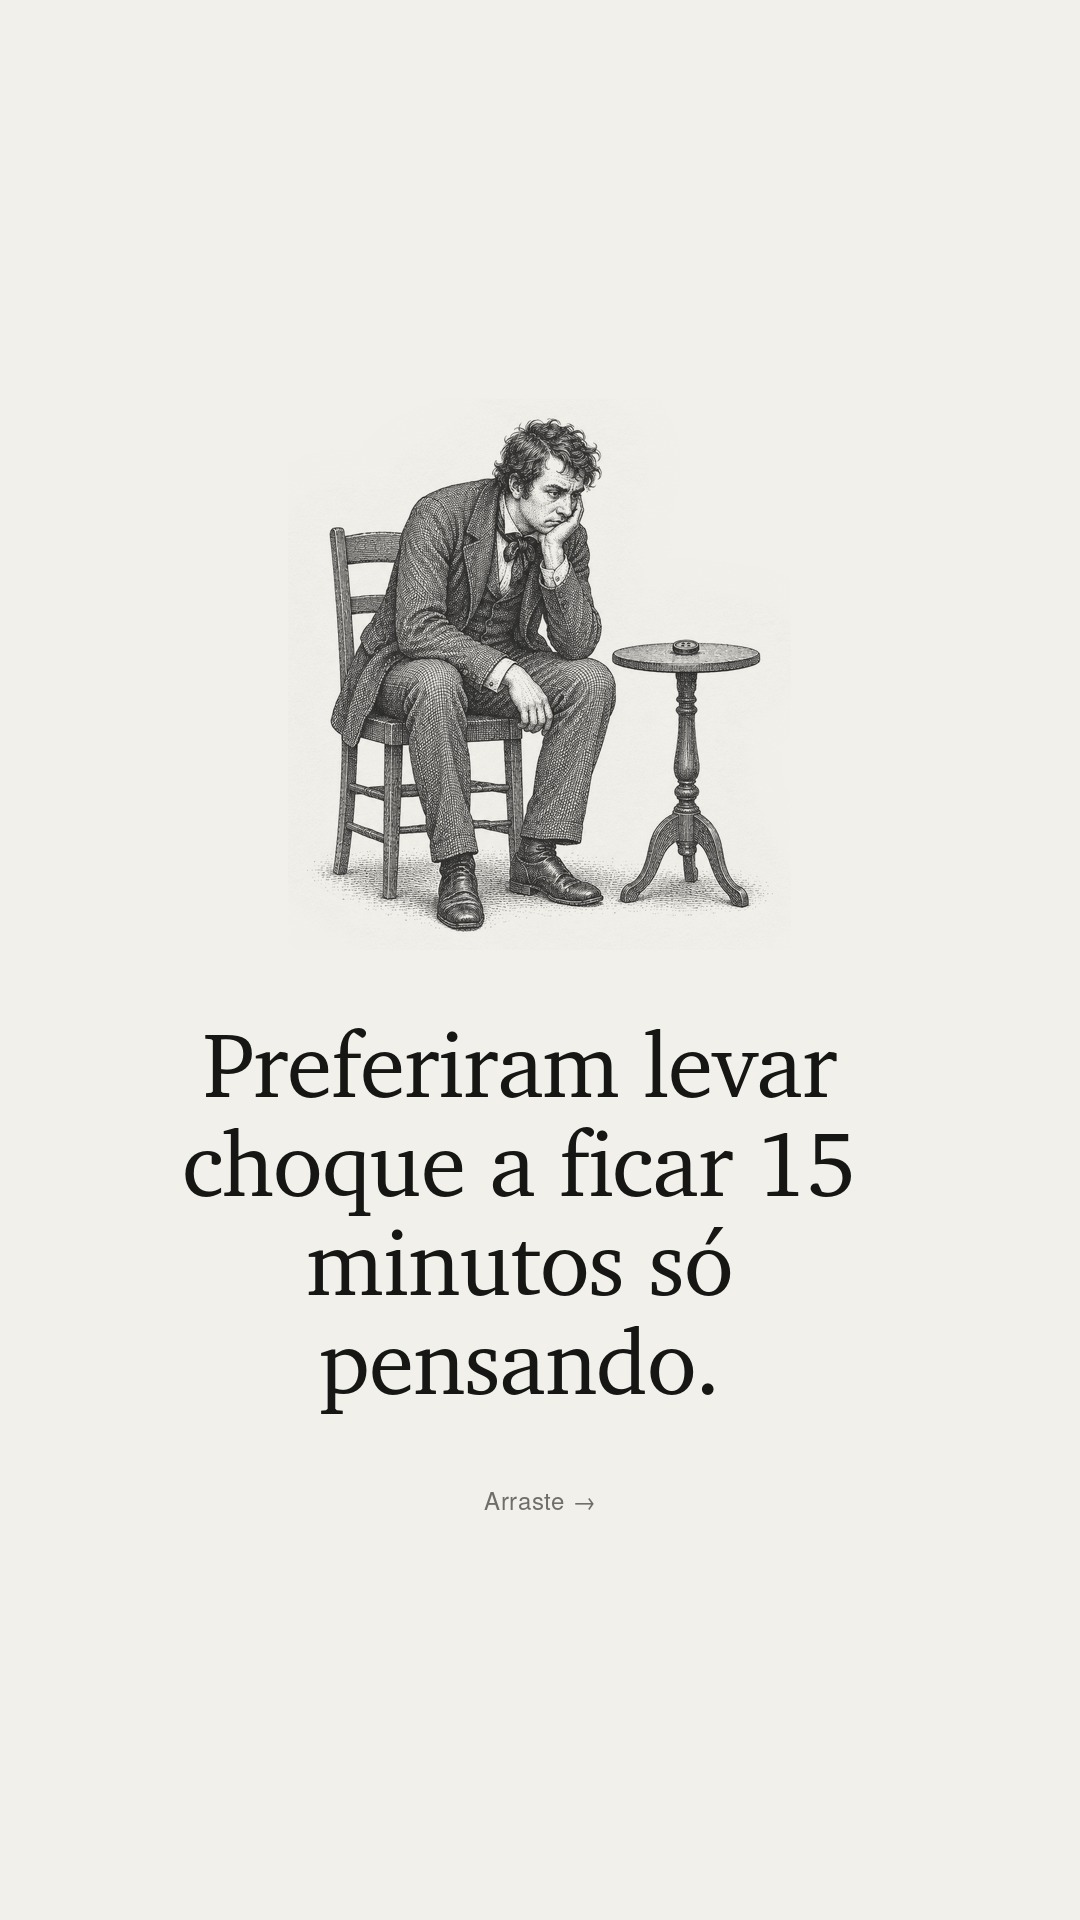 Preferiram levar
choque a ficar 15
minutos só
pensando.
Arraste →